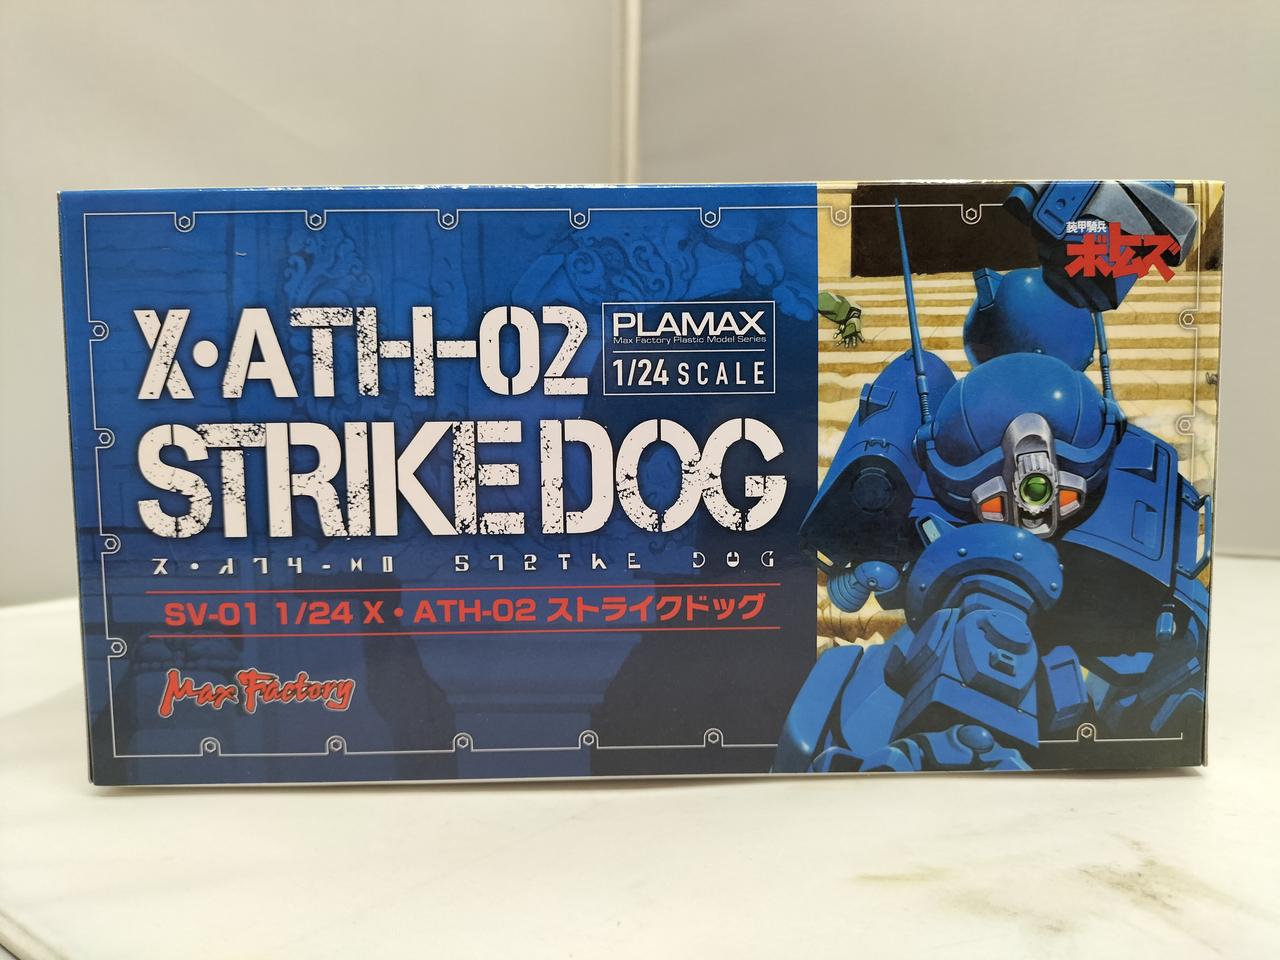 装甲騎兵
ボトムズ
X·ATH-02
PLAMAX
Max Factory Plastic Model Series
1/24 SCALE
STRIKE DOG
SV-01 1/24 X・ATH-02 ストライクドッグ
Max Factory